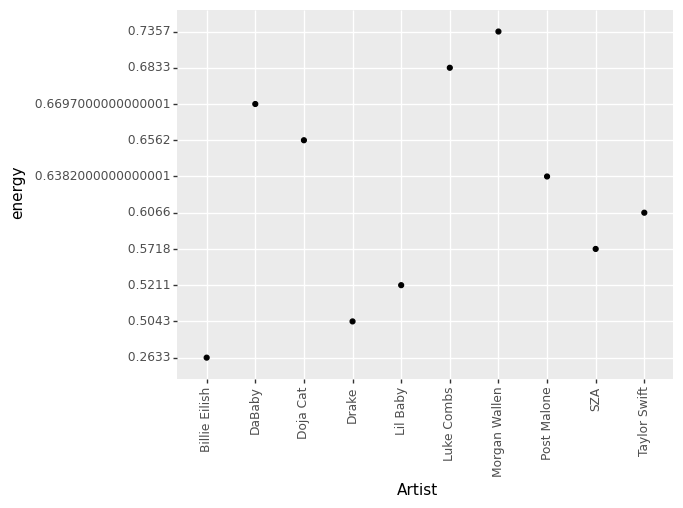 0.7357
0.6833
0.6697000000000001
0.6562
0.6382000000000001
0.6066
0.5718
0.5211
0.5043
0.2633
energy
Billie Eilish
DaBaby
Doja Cat
Drake
Lil Baby
Luke Combs
Morgan Wallen
Post Malone
SZA
Taylor Swift
Artist